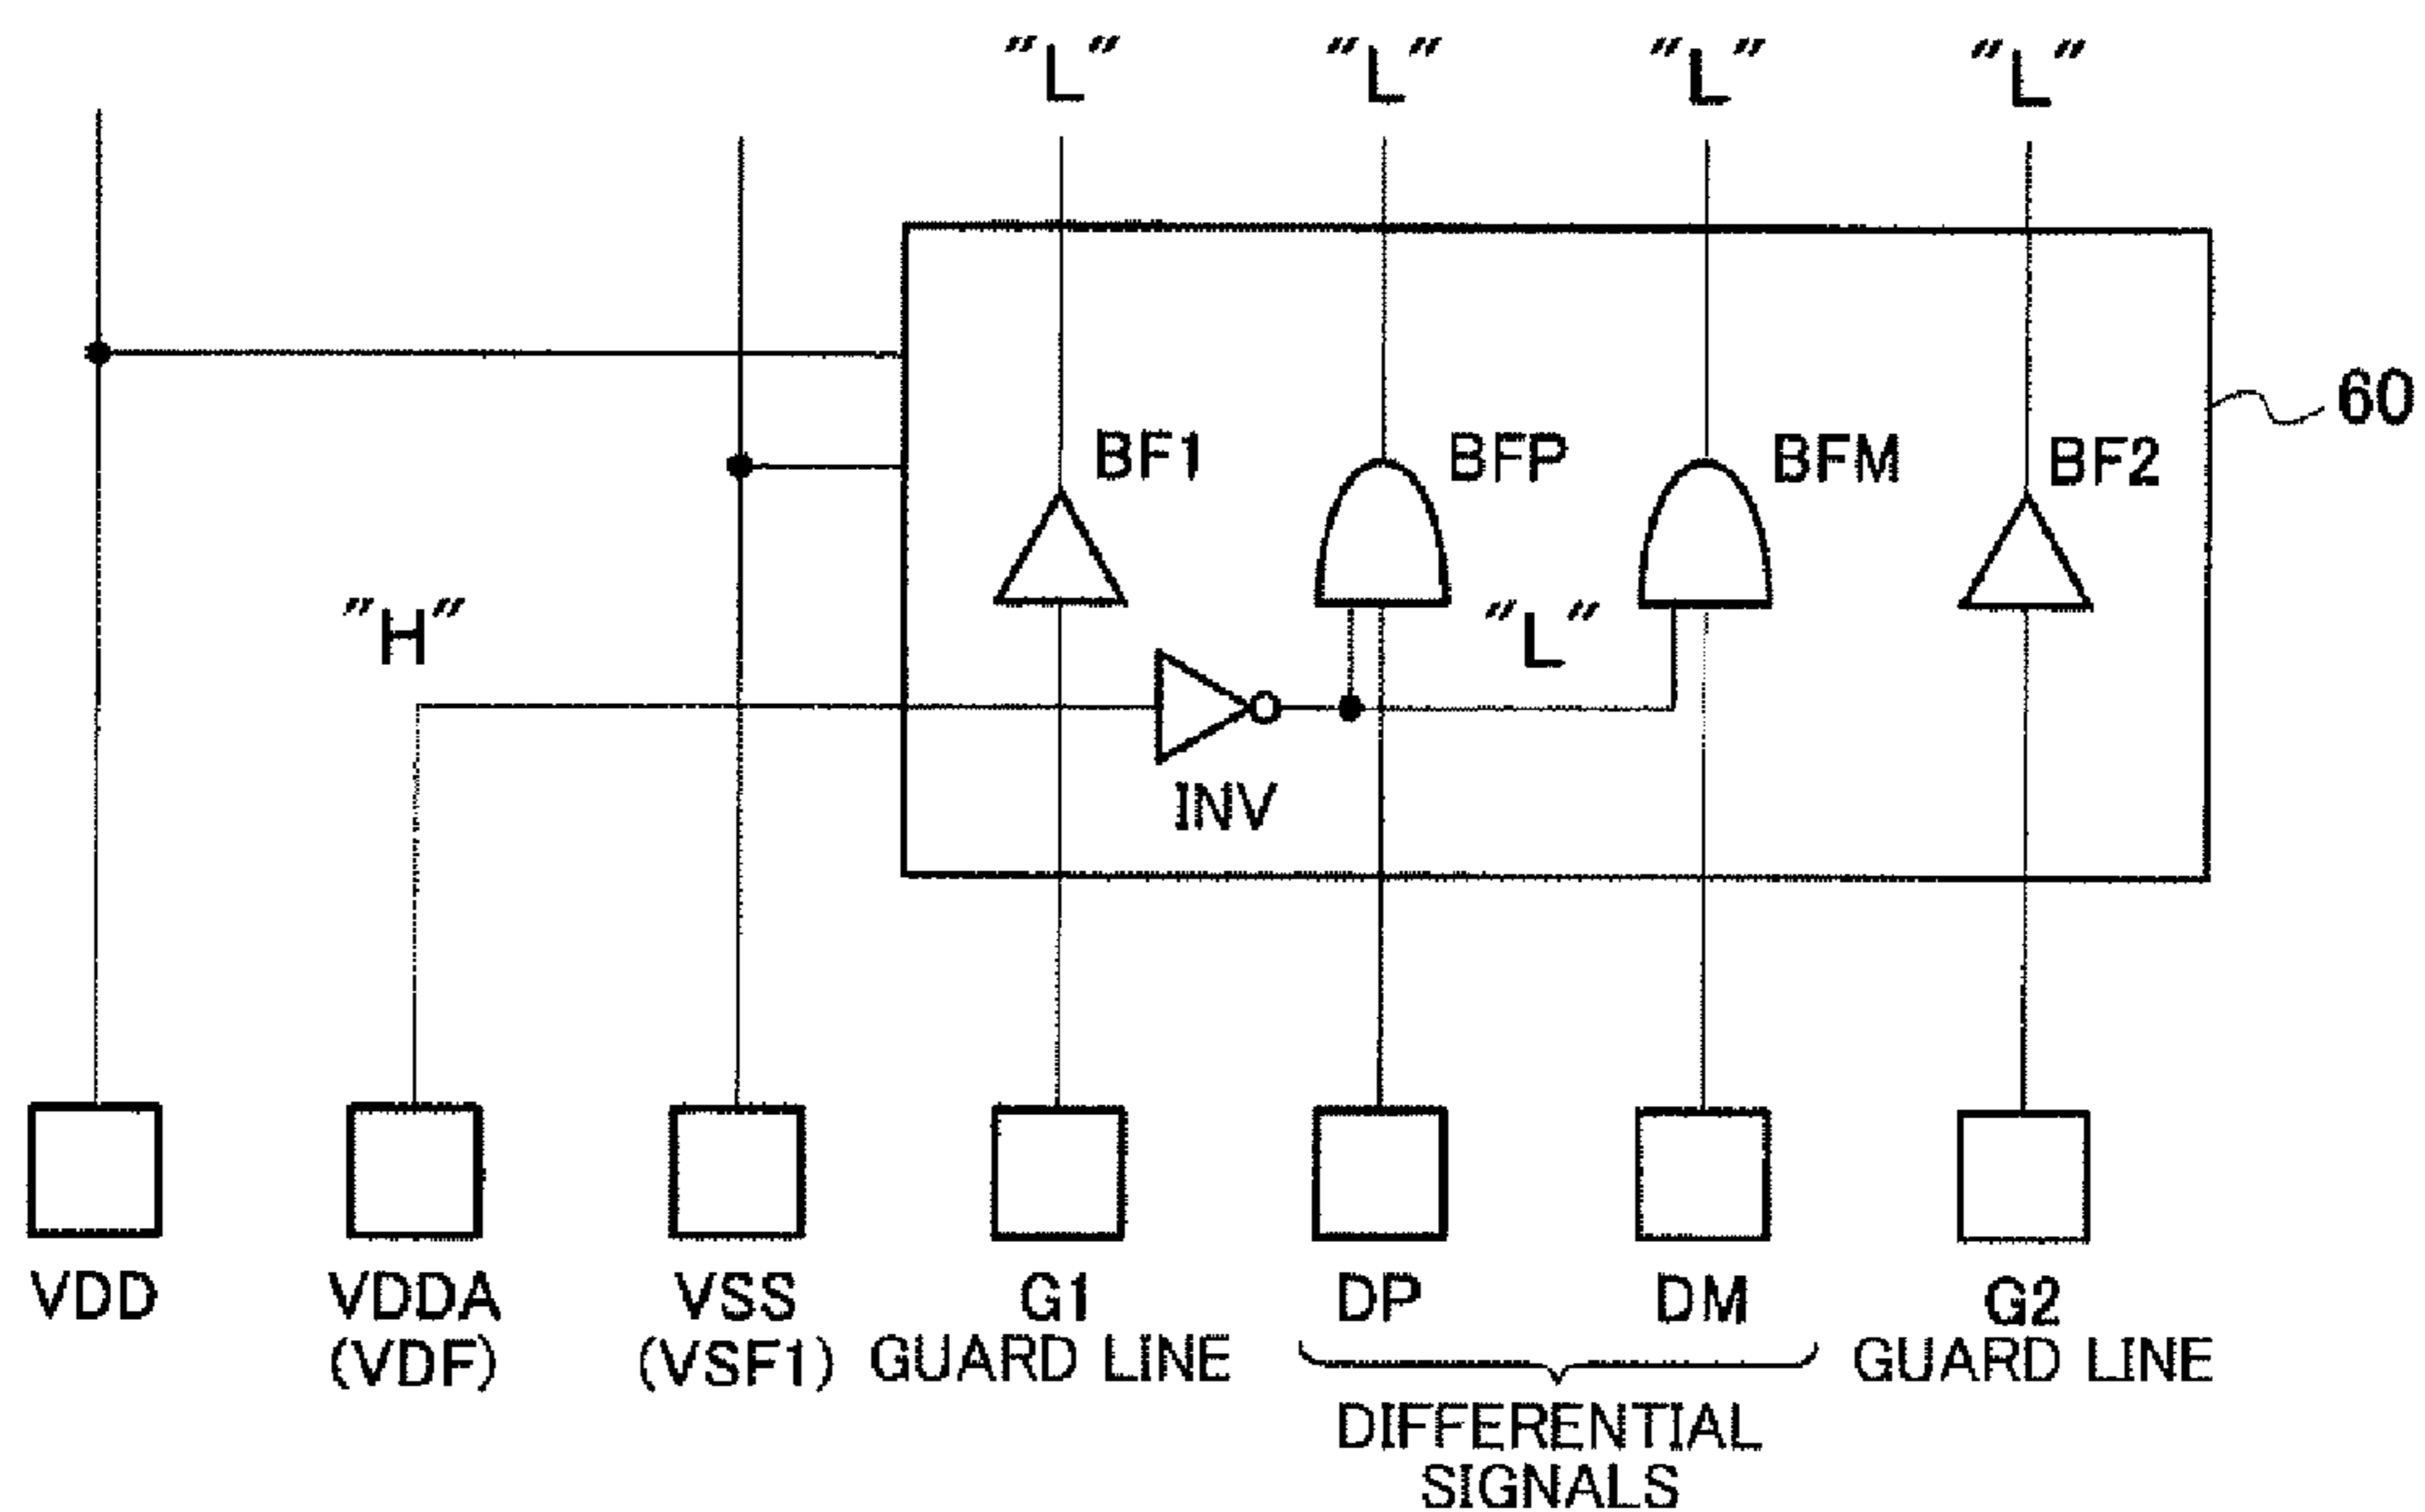 "L" "L" "L" "L"
60
BF1 BFP BFM BF2
"H" "L"
INV
VDD VDDA VSS G1 DP DM G2
(VDF) (VSF1) GUARD LINE GUARD LINE
DIFFERENTIAL
SIGNALS